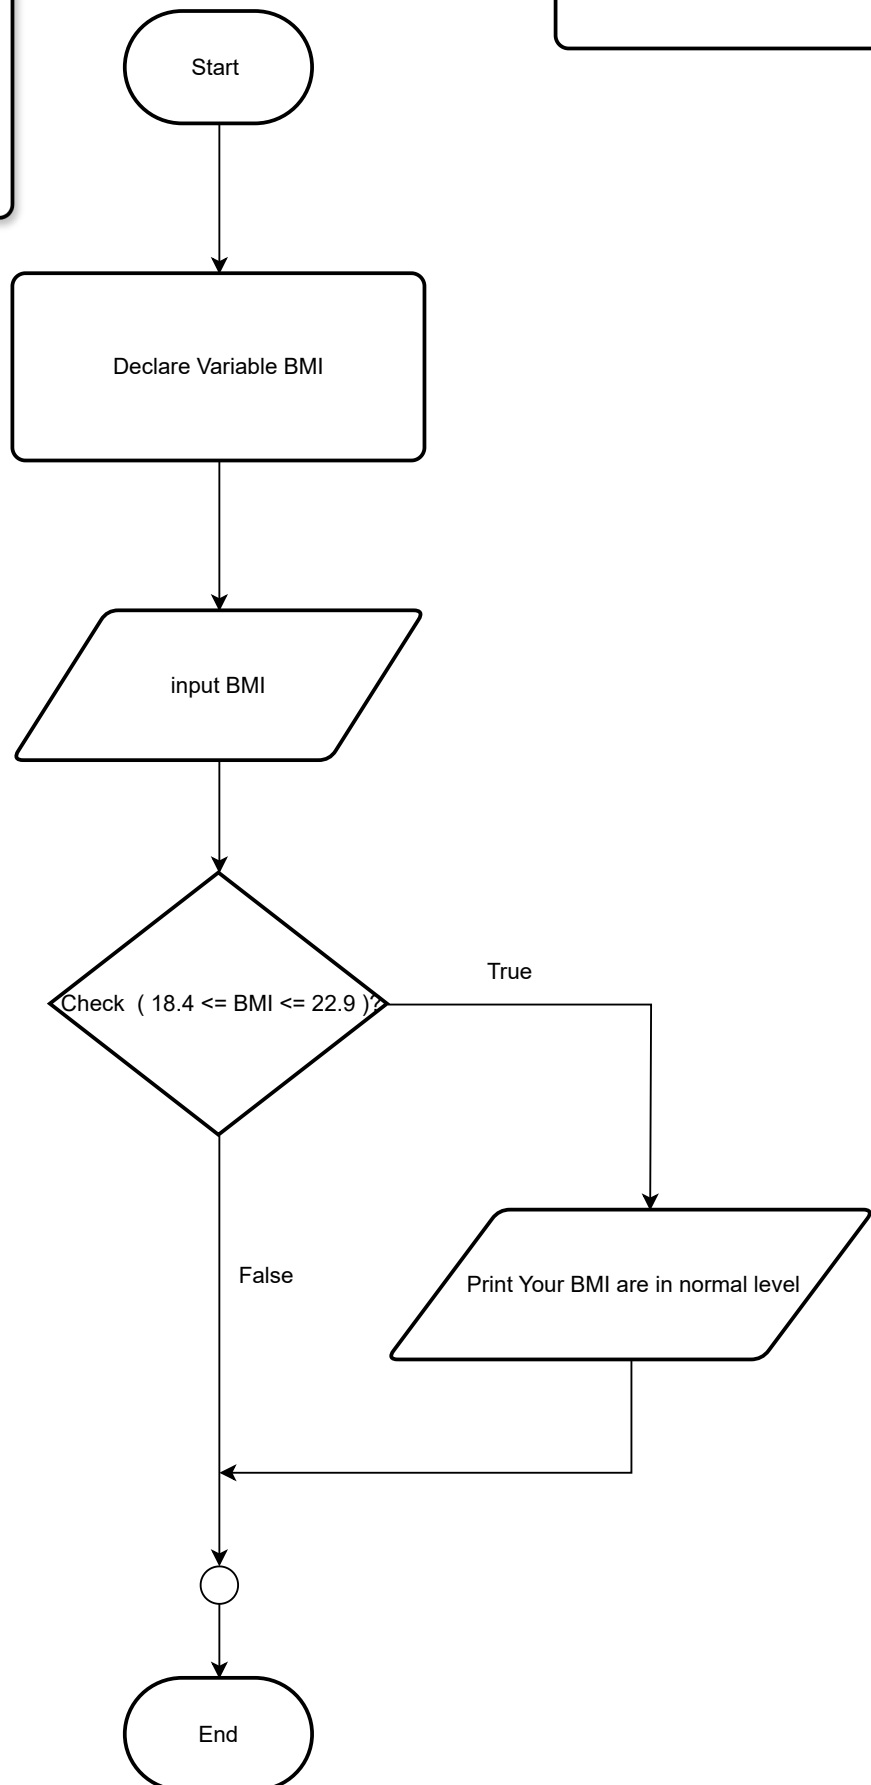 Start
Declare Variable BMI
input BMI
Check  ( 18.4 <= BMI <= 22.9 )?
True
False
Print Your BMI are in normal level
End